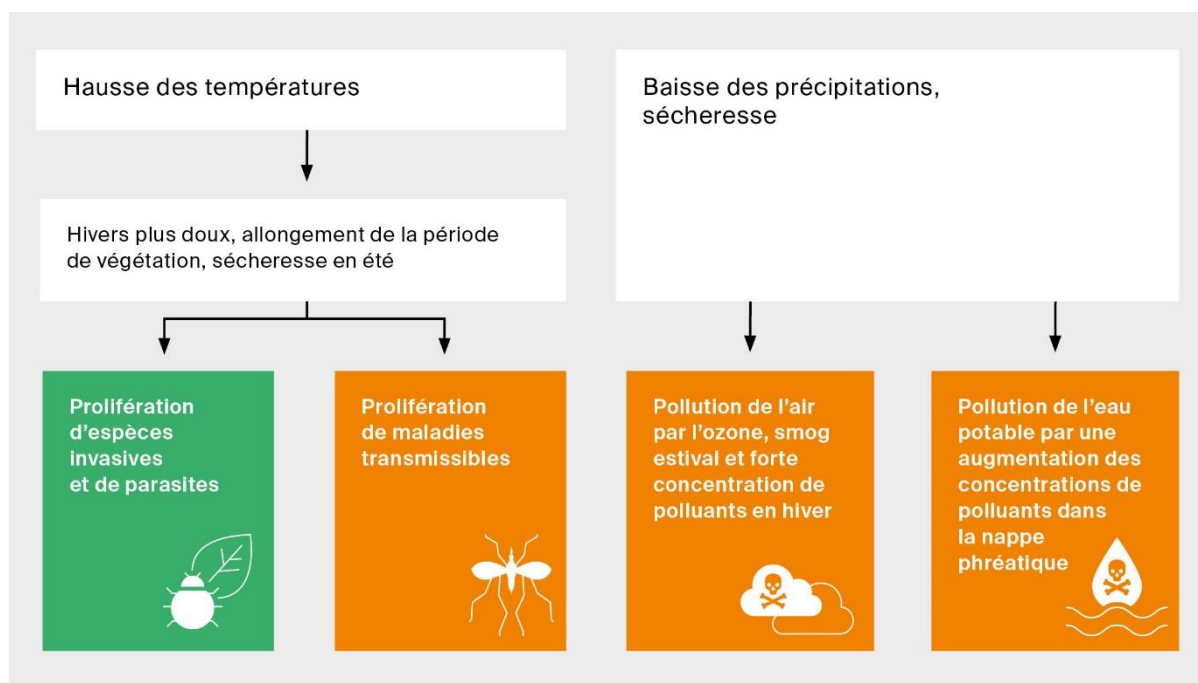 Hausse des températures
Baisse des précipitations,
sécheresse
Hivers plus doux, allongement de la période
de végétation, sécheresse en été
Prolifération
d'espèces
invasives
et de parasites
Prolifération
de maladies
transmissibles
Pollution de l'air
par l'ozone, smog
estival et forte
concentration de
polluants en hiver
Pollution de l'eau
potable par une
augmentation des
concentrations de
polluants dans
la nappe
phréatique